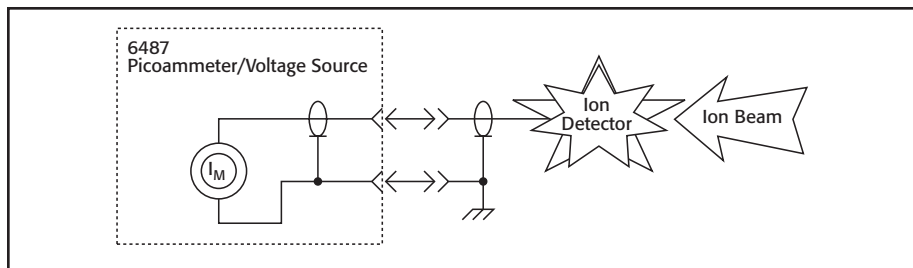 6487
Picoammeter/Voltage Source
Ion
Detector
Ion Beam
IM